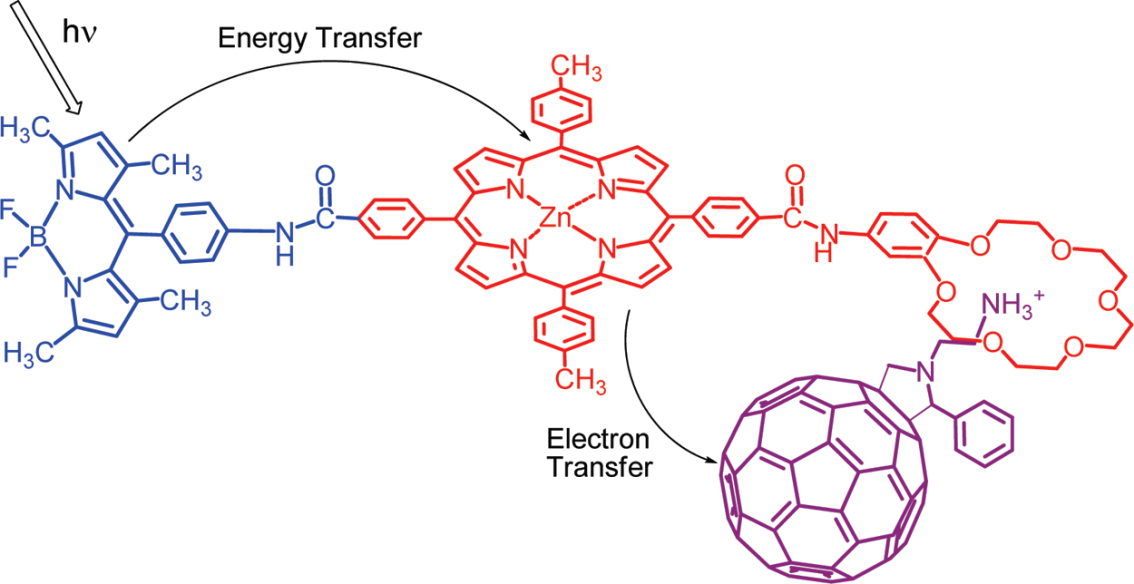 hν
Energy Transfer
CH₃
H₃C
CH₃
N
F
B
F
N
CH₃
H₃C
N
H
O
C
N
N
Zn
N
N
CH₃
O
C
N
H
O
O
O
O
O
O
O
NH₃⁺
N
Electron
Transfer